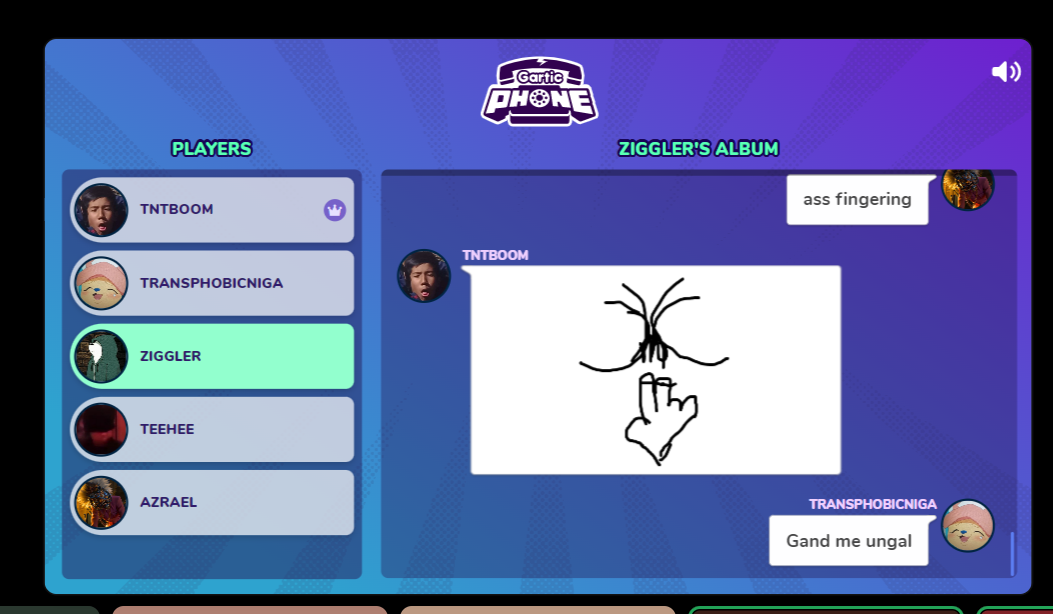 Gartic
PHONE
PLAYERS
ZIGGLER'S ALBUM
TNTBOOM
TRANSPHOBICNIGA
ZIGGLER
TEEHEE
AZRAEL
ass fingering
TNTBOOM
TRANSPHOBICNIGA
Gand me ungal